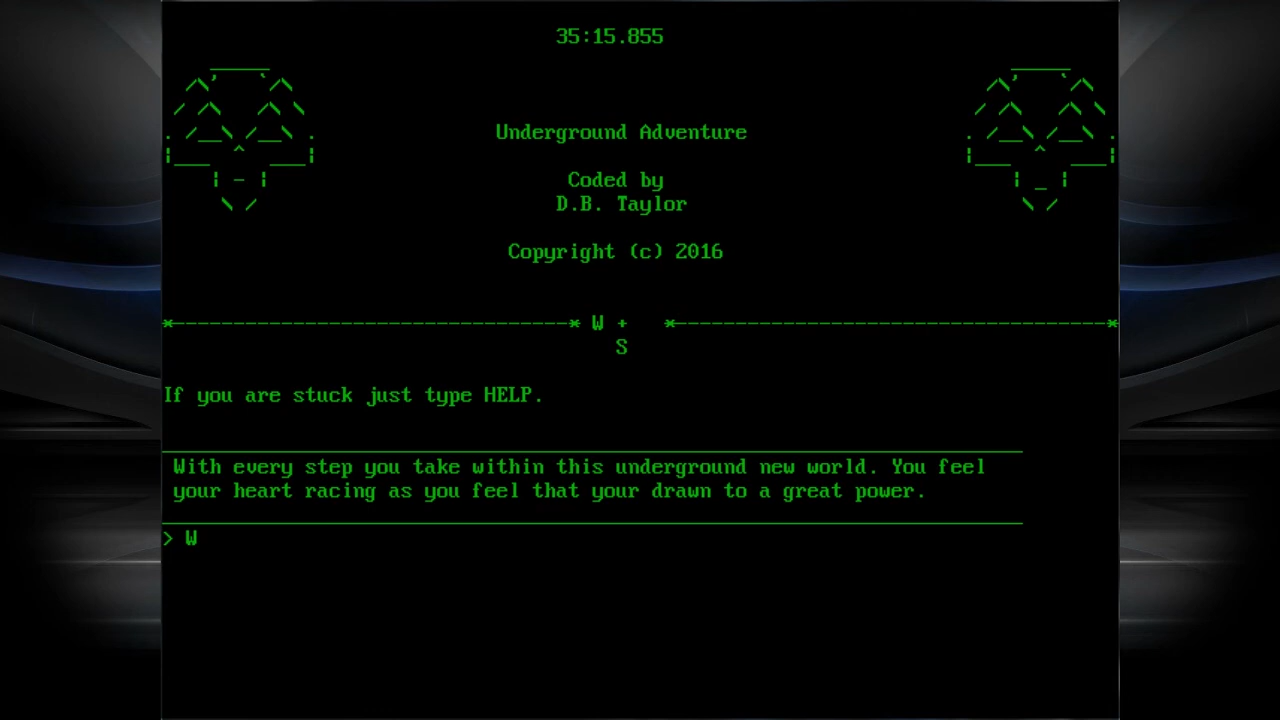 35:15.855
Underground Adventure
Coded by
D.B. Taylor
Copyright (c) 2016
W +
S
If you are stuck just type HELP.
With every step you take within this underground new world. You feel
your heart racing as you feel that your drawn to a great power.
> W